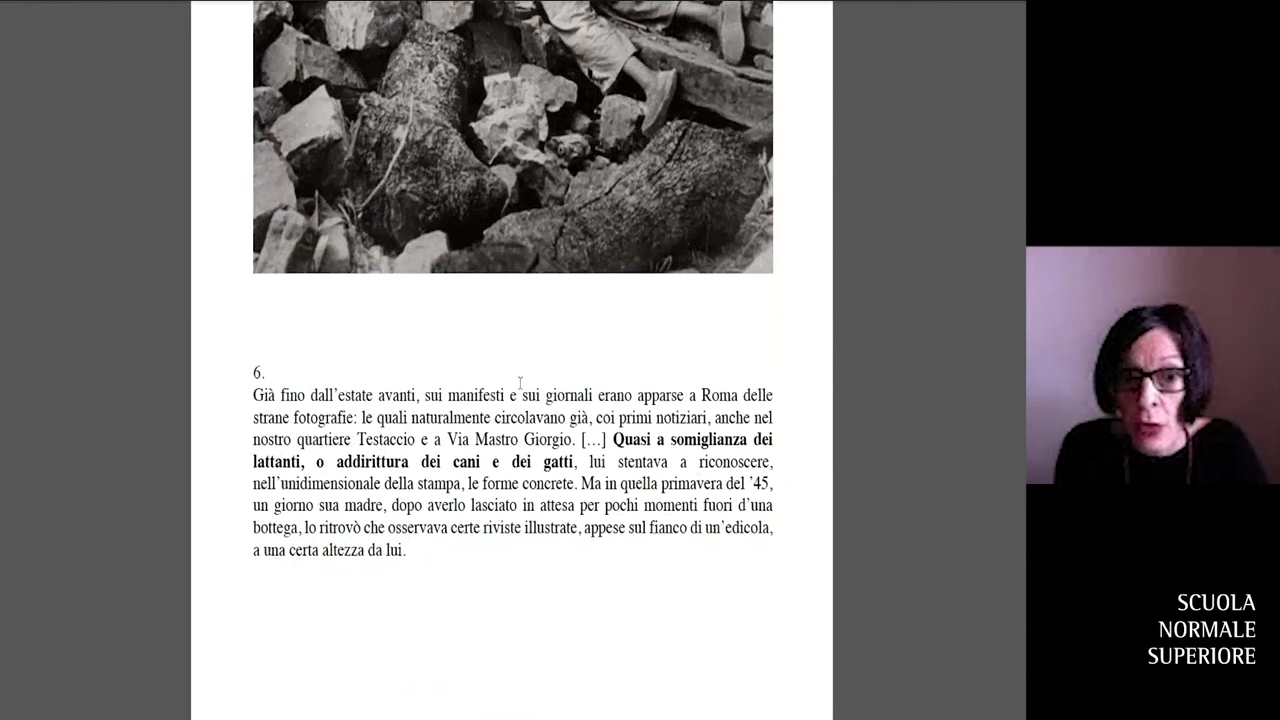 6.
Già fino dall’estate avanti, sui manifesti e sui giornali erano apparse a Roma delle
strane fotografie: le quali naturalmente circolavano già, coi primi notiziari, anche nel
nostro quartiere Testaccio e a Via Mastro Giorgio. […] Quasi a somiglianza dei
lattanti, o addirittura dei cani e dei gatti, lui stentava a riconoscere,
nell’unidimensionale della stampa, le forme concrete. Ma in quella primavera del ’45,
un giorno sua madre, dopo averlo lasciato in attesa per pochi momenti fuori d’una
bottega, lo ritrovò che osservava certe riviste illustrate, appese sul fianco di un’edicola,
a una certa altezza da lui.
SCUOLA
NORMALE
SUPERIORE